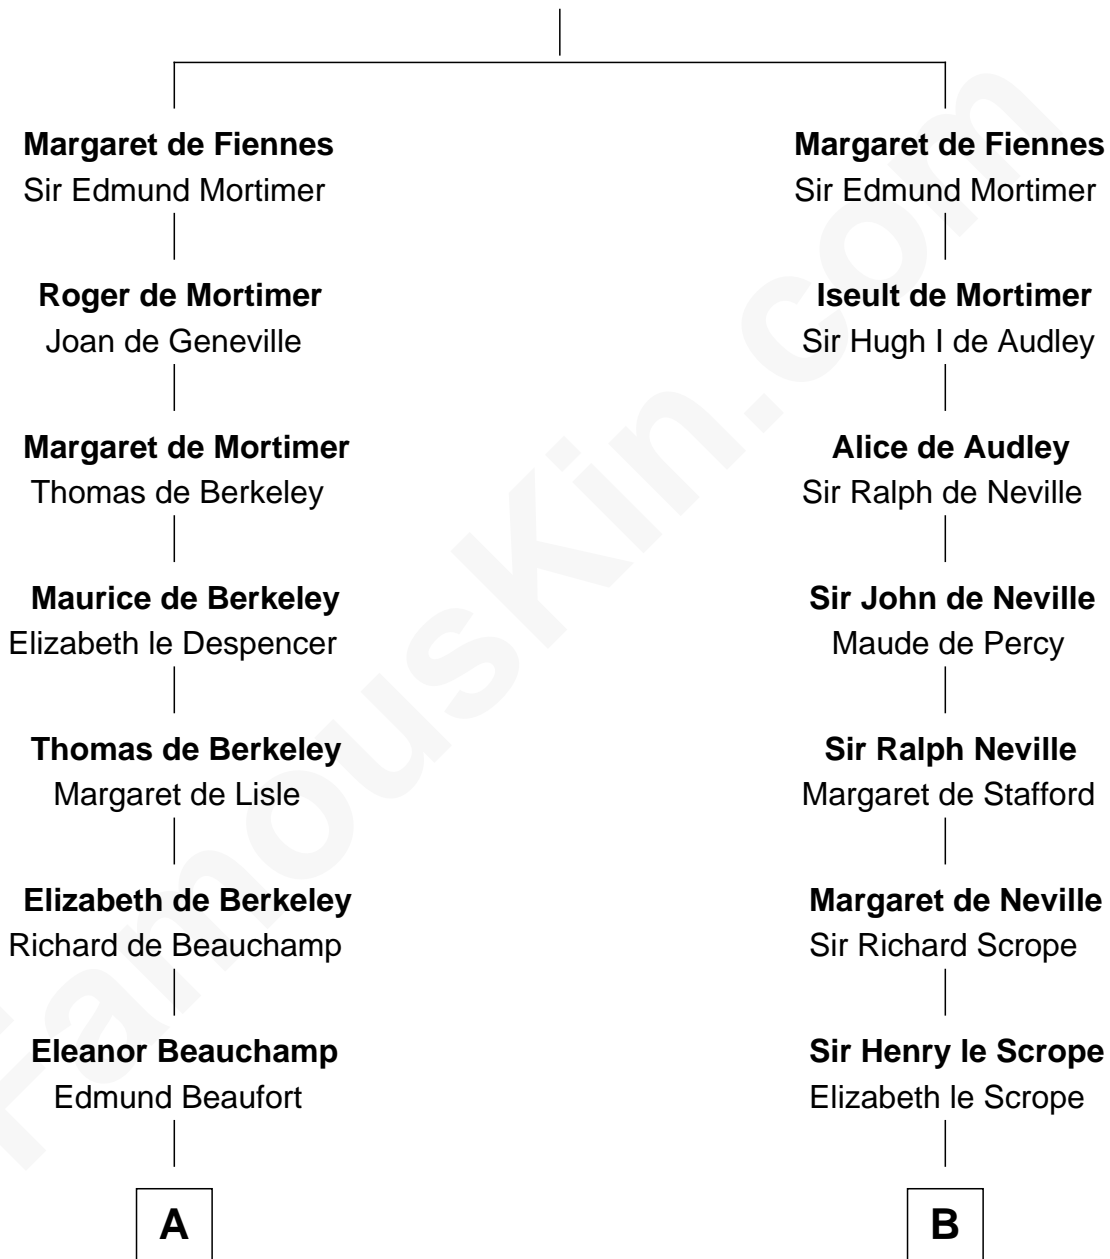 Margaret de Fiennes
Sir Edmund Mortimer
Roger de Mortimer
Joan de Geneville
Margaret de Mortimer
Thomas de Berkeley
Maurice de Berkeley
Elizabeth le Despencer
Thomas de Berkeley
Margaret de Lisle
Elizabeth de Berkeley
Richard de Beauchamp
Eleanor Beauchamp
Edmund Beaufort
A
Margaret de Fiennes
Sir Edmund Mortimer
Iseult de Mortimer
Sir Hugh I de Audley
Alice de Audley
Sir Ralph de Neville
Sir John de Neville
Maude de Percy
Sir Ralph Neville
Margaret de Stafford
Margaret de Neville
Sir Richard Scrope
Sir Henry le Scrope
Elizabeth le Scrope
B
FamousKin.com